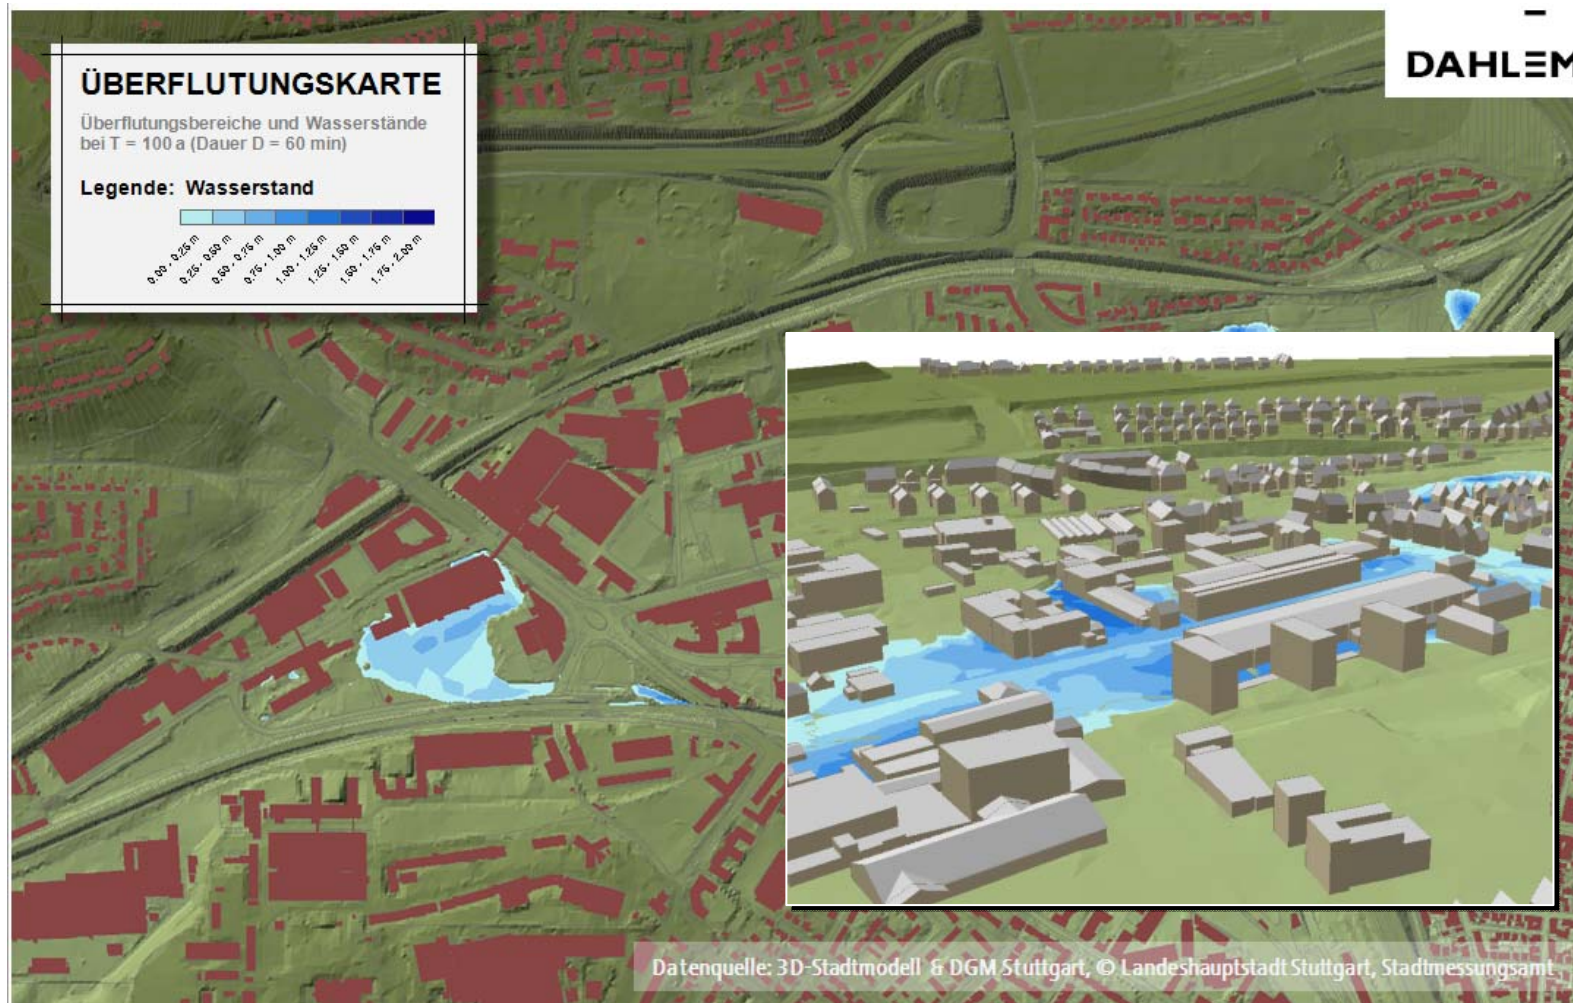 ÜBERFLUTUNGSKARTE
Überflutungsbereiche und Wasserstände
bei T = 100 a (Dauer D = 60 min)
Legende: Wasserstand
0.00 - 0.25 m
0.25 - 0.50 m
0.50 - 0.75 m
0.75 - 1.00 m
1.00 - 1.25 m
1.25 - 1.50 m
1.50 - 1.75 m
1.75 - 2.00 m
DAHLEM
Datenquelle: 3D-Stadtmodell & DGM Stuttgart, © Landeshauptstadt Stuttgart, Stadtmessungsamt